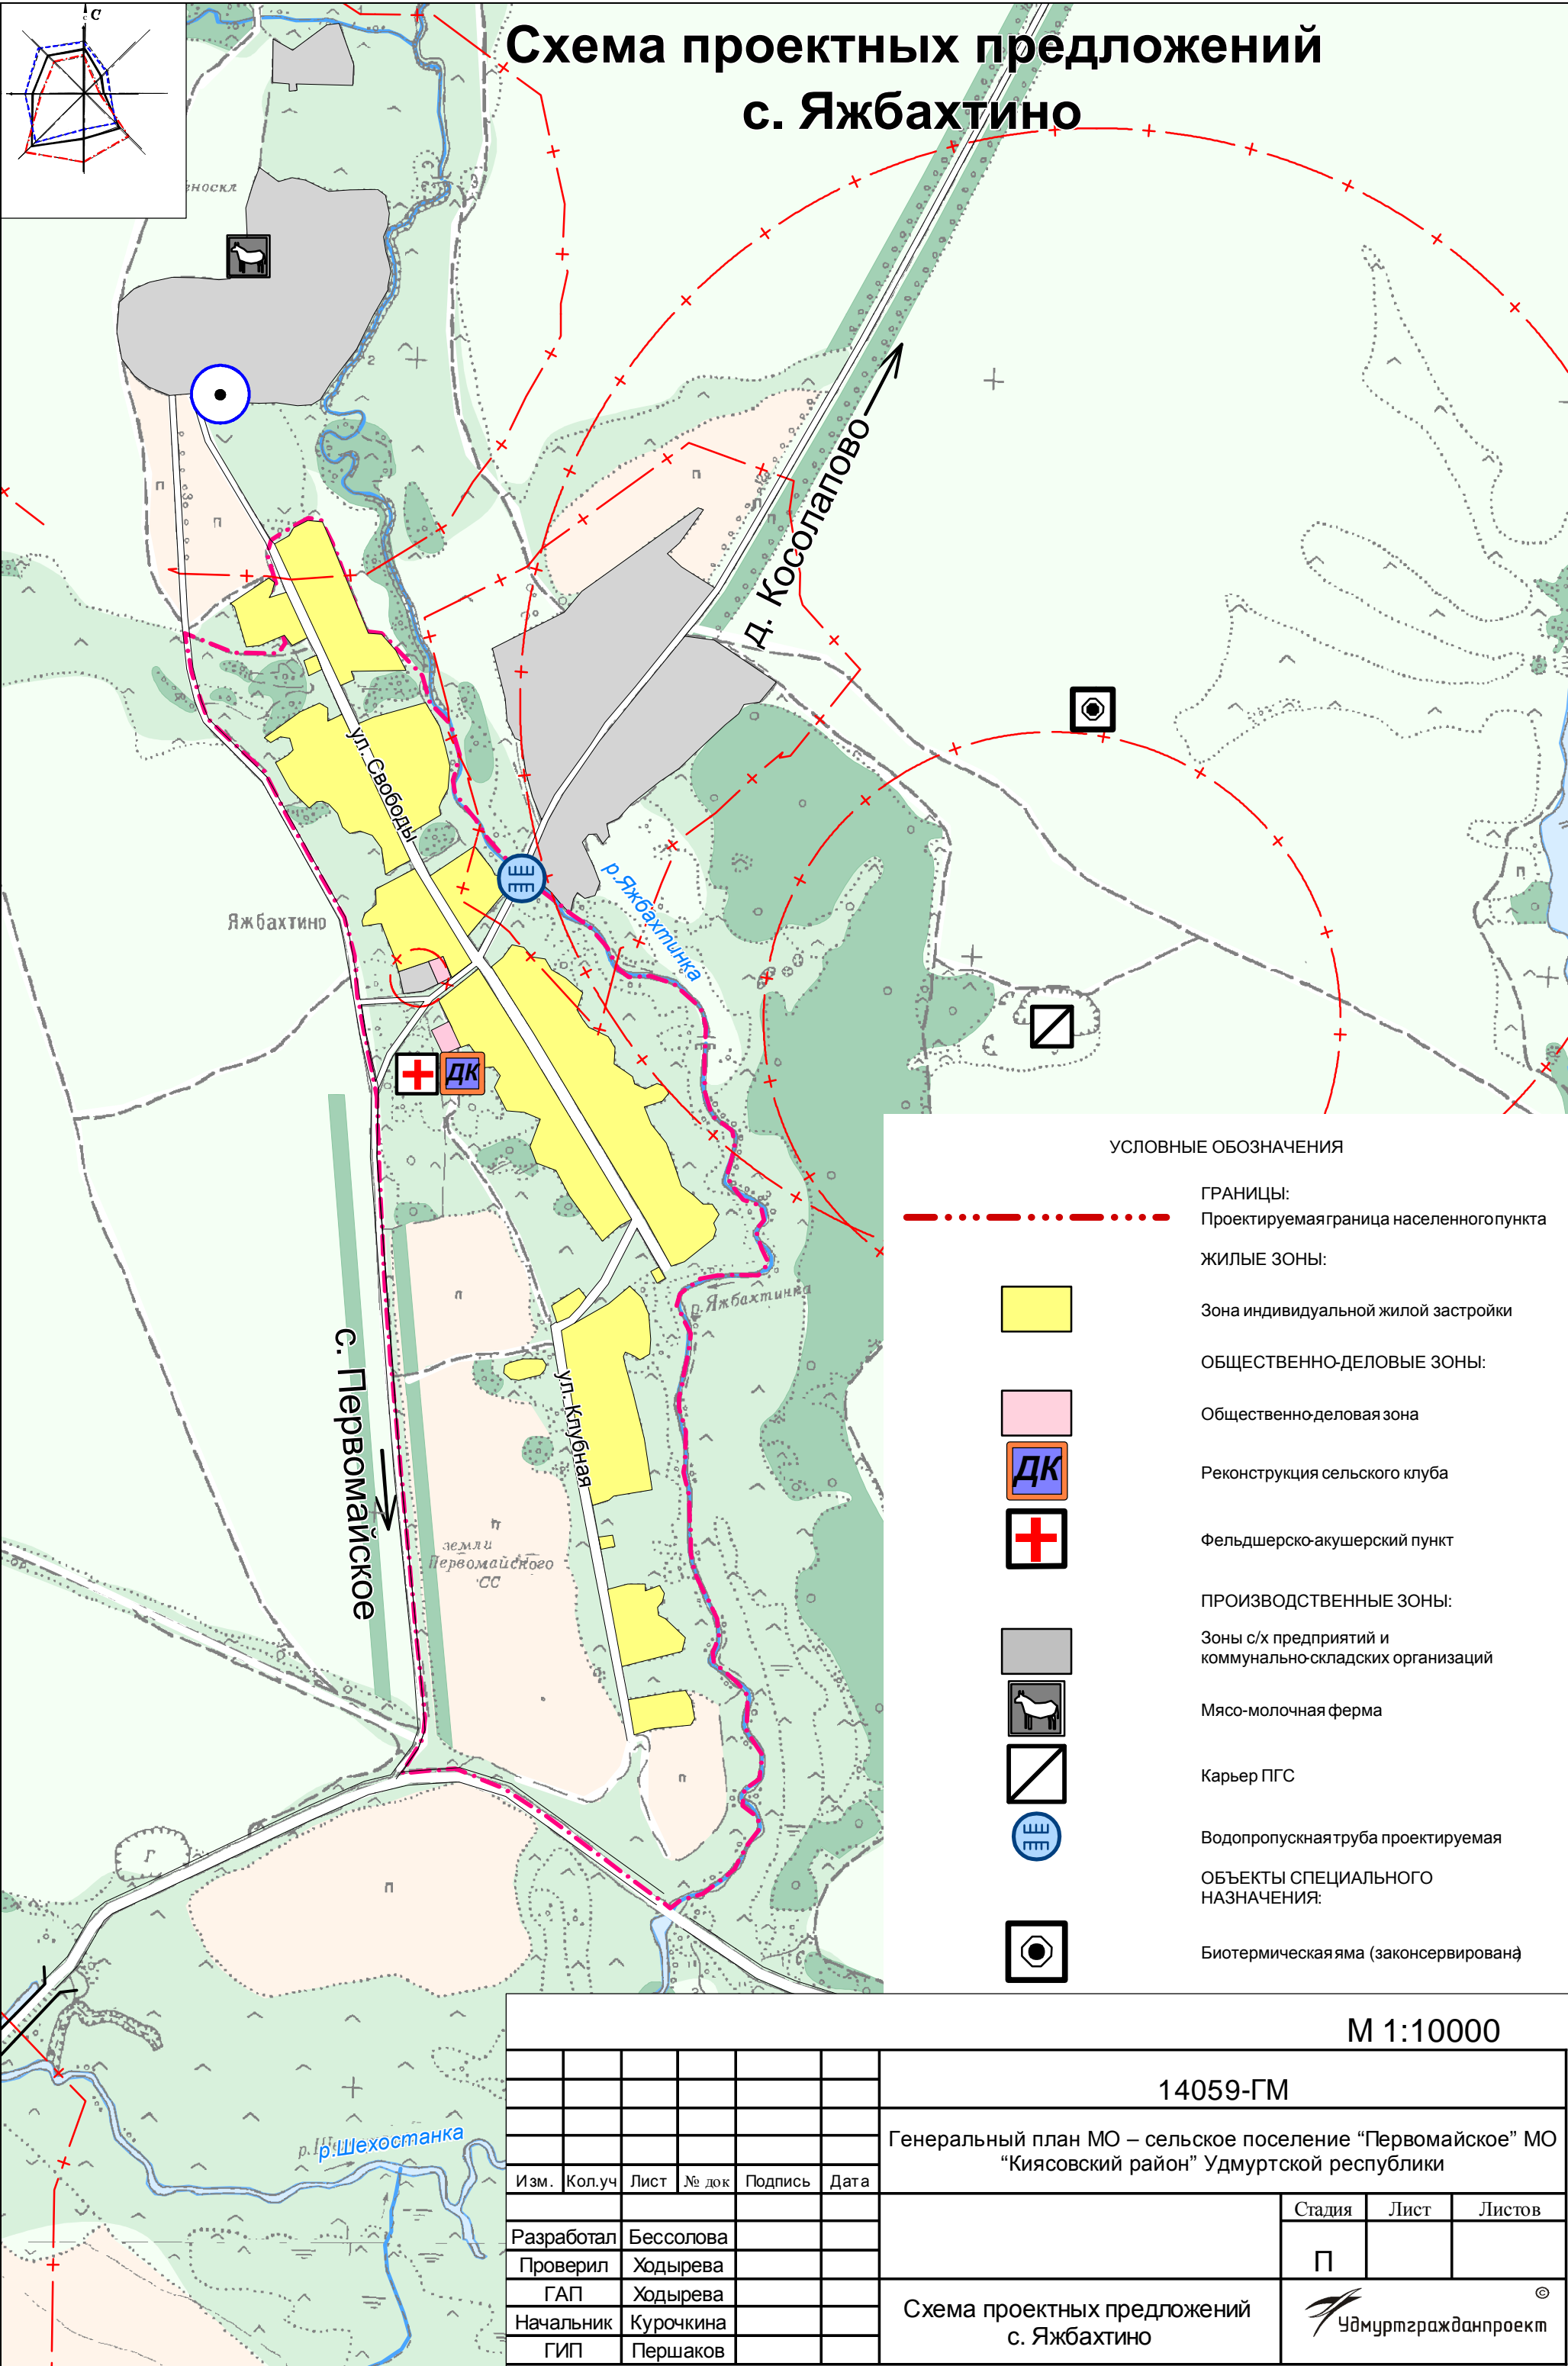 С
Схема проектных предложений
с. Яжбахтино
2
п
п
п
п
д. Косолапово
ул. Свободы
Яжбахтино
р.Яжбахтинка
ДК
п
р.Яжбахтинка
с. Первомайское
ул. Клубная
п
земли
Первомайского
СС
п
п
п
г
р.Шехостанка
УСЛОВНЫЕ ОБОЗНАЧЕНИЯ
ГРАНИЦЫ:
Проектируемая граница населенного пункта
ЖИЛЫЕ ЗОНЫ:
Зона индивидуальной жилой застройки
ОБЩЕСТВЕННО-ДЕЛОВЫЕ ЗОНЫ:
Общественно-деловая зона
ДК
Реконструкция сельского клуба
Фельдшерско-акушерский пункт
ПРОИЗВОДСТВЕННЫЕ ЗОНЫ:
Зоны с/х предприятий и
коммунально-складских организаций
Мясо-молочная ферма
Карьер ПГС
Водопропускная труба проектируемая
ОБЪЕКТЫ СПЕЦИАЛЬНОГО
НАЗНАЧЕНИЯ:
Биотермическая яма (законсервирована)
М 1:10000
14059-ГМ
Генеральный план МО – сельское поселение “Первомайское” МО
“Киясовский район” Удмуртской республики
Изм. Кол.уч Лист № док Подпись Дата
Стадия Лист Листов
П
Разработал Бессолова
Проверил Ходырева
ГАП Ходырева
Начальник Курочкина
ГИП Першаков
Схема проектных предложений
с. Яжбахтино
©
Удмуртгражданпроект